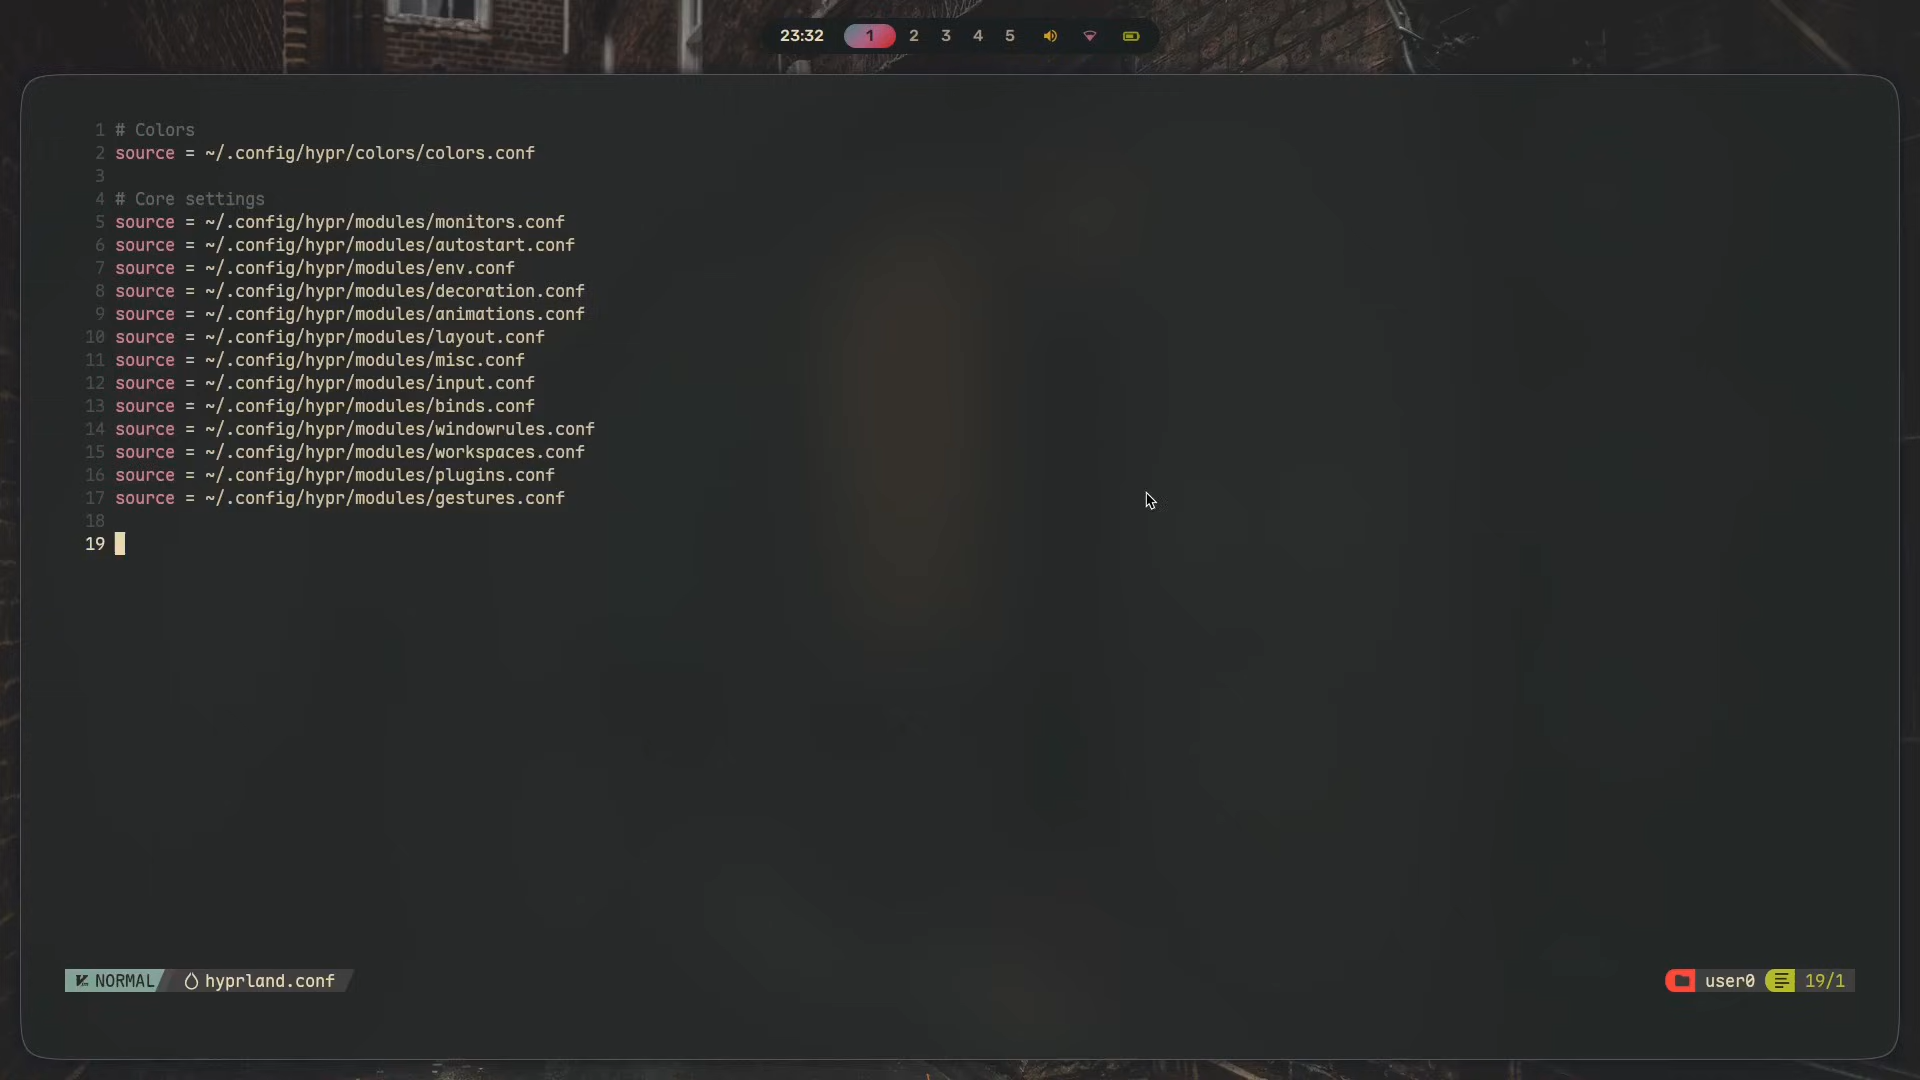 23:32 1 2 3 4 5
1 # Colors
2 source = ~/.config/hypr/colors/colors.conf
3
4 # Core settings
5 source = ~/.config/hypr/modules/monitors.conf
6 source = ~/.config/hypr/modules/autostart.conf
7 source = ~/.config/hypr/modules/env.conf
8 source = ~/.config/hypr/modules/decoration.conf
9 source = ~/.config/hypr/modules/animations.conf
10 source = ~/.config/hypr/modules/layout.conf
11 source = ~/.config/hypr/modules/misc.conf
12 source = ~/.config/hypr/modules/input.conf
13 source = ~/.config/hypr/modules/binds.conf
14 source = ~/.config/hypr/modules/windowrules.conf
15 source = ~/.config/hypr/modules/workspaces.conf
16 source = ~/.config/hypr/modules/plugins.conf
17 source = ~/.config/hypr/modules/gestures.conf
18
19
NORMAL hyprland.conf user0 19/1